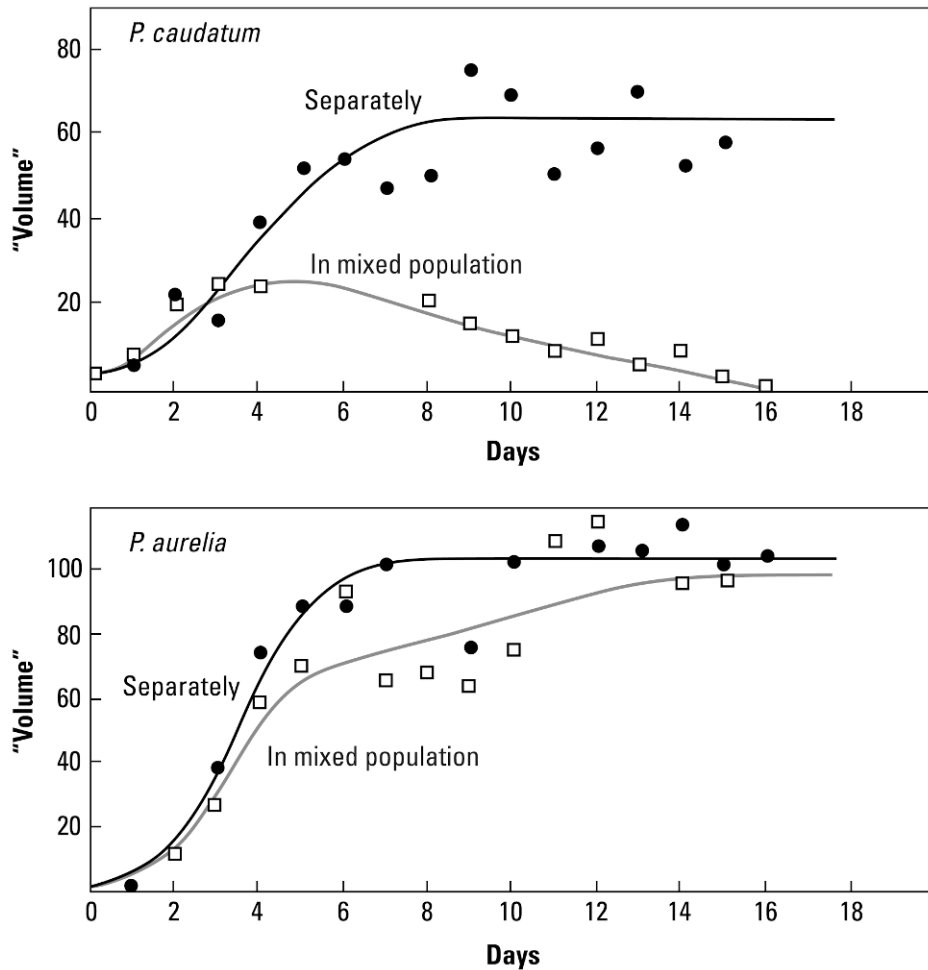 P. caudatum
80
Separately
60
"Volume"
40
In mixed population
20
0 2 4 6 8 10 12 14 16 18
Days
P. aurelia
100
80
Separately
60
"Volume"
In mixed population
40
20
0 2 4 6 8 10 12 14 15 16 18
Days